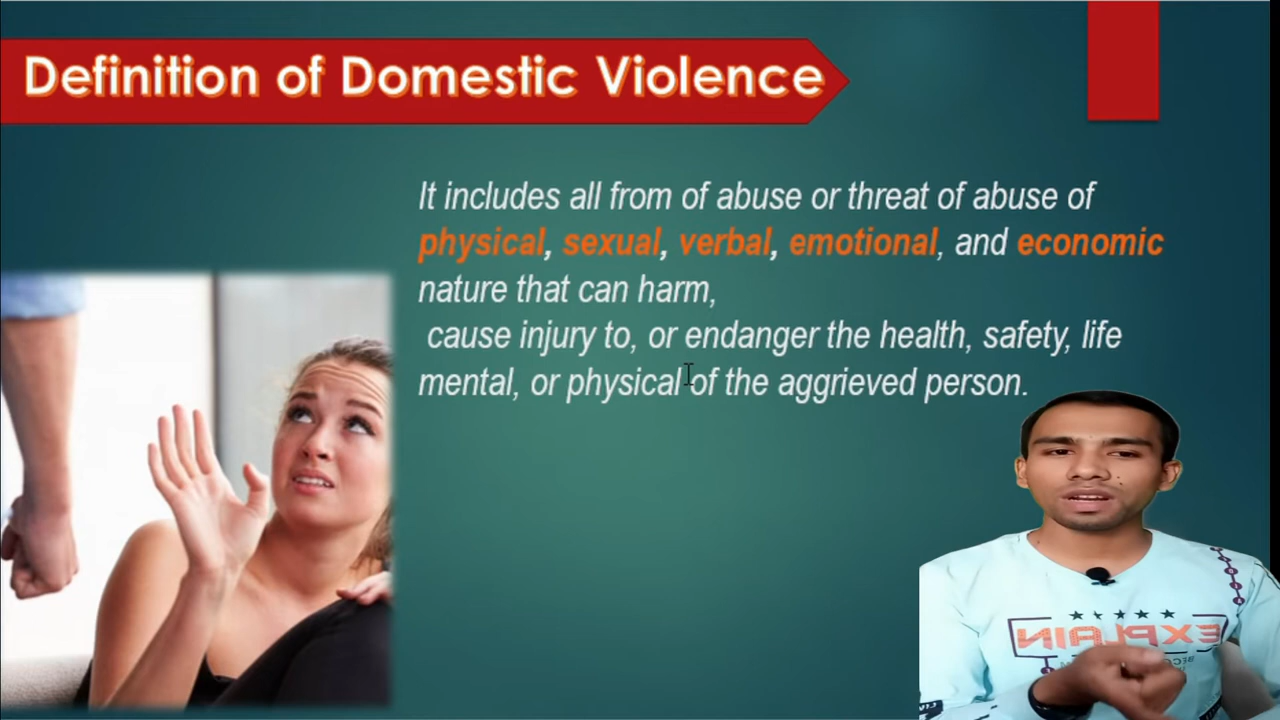 Definition of Domestic Violence
It includes all from of abuse or threat of abuse of
physical, sexual, verbal, emotional, and economic
nature that can harm,
cause injury to, or endanger the health, safety, life
mental, or physical of the aggrieved person.
EXPLAIN